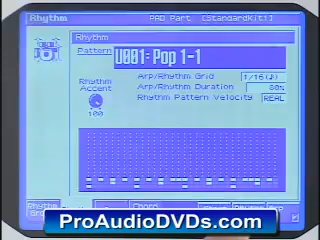 Rhythm PAD Part [StandardKit1]
Rhythm
Pattern U001: Pop 1-1
Rhythm
Accent
100
Arp/Rhythm Grid 1/16(♪)
Arp/Rhythm Duration 80%
Rhythm Pattern Velocity REAL
Rhythm
Chord
ProAudioDVDs.com